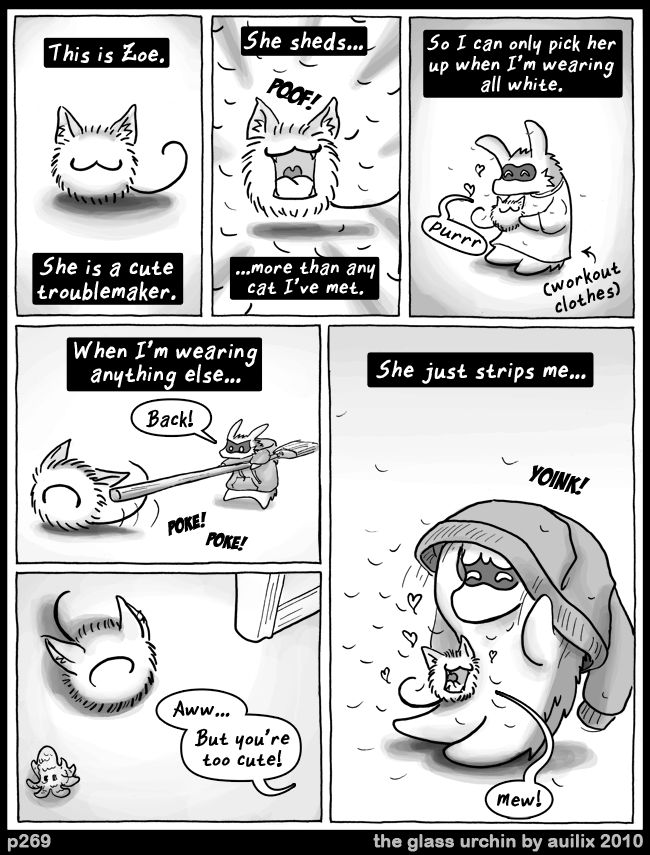 This is Zoe.
She is a cute
troublemaker.
She sheds...
POOF!
...more than any
cat I've met.
So I can only pick her
up when I'm wearing
all white.
purrr
(workout
clothes)
When I'm wearing
anything else...
Back!
POKE!
POKE!
Aww...
But you're
too cute!
She just strips me...
YOINK!
mew!
p269
the glass urchin by auilix 2010